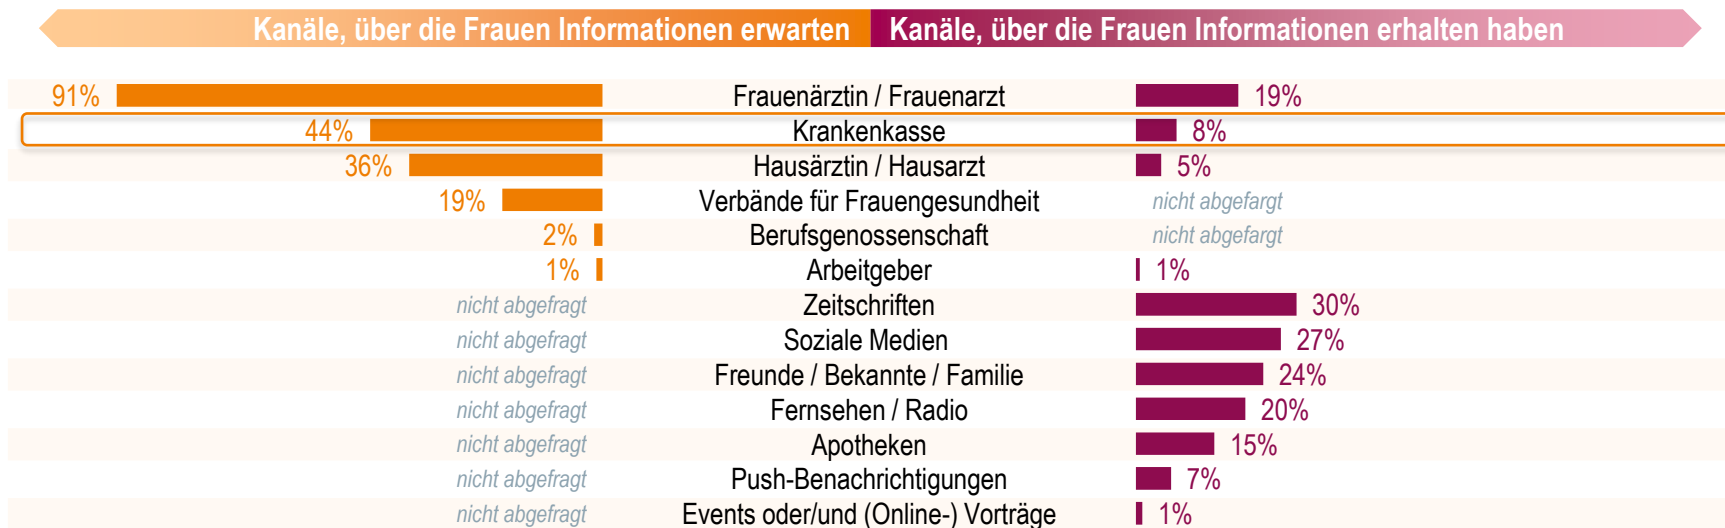 Kanäle, über die Frauen Informationen erwarten Kanäle, über die Frauen Informationen erhalten haben
91% Frauenärztin / Frauenarzt 19%
44% Krankenkasse 8%
36% Hausärztin / Hausarzt 5%
19% Verbände für Frauengesundheit nicht abgefargt
2% Berufsgenossenschaft nicht abgefargt
1% Arbeitgeber 1%
nicht abgefragt Zeitschriften 30%
nicht abgefragt Soziale Medien 27%
nicht abgefragt Freunde / Bekannte / Familie 24%
nicht abgefragt Fernsehen / Radio 20%
nicht abgefragt Apotheken 15%
nicht abgefragt Push-Benachrichtigungen 7%
nicht abgefragt Events oder/und (Online-) Vorträge 1%